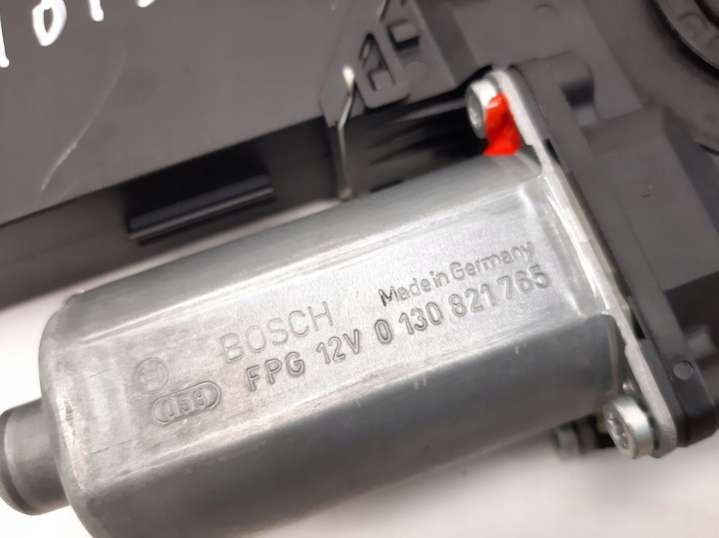 BOSCH
Made in Germany
FPG 12V 0 130 821 765